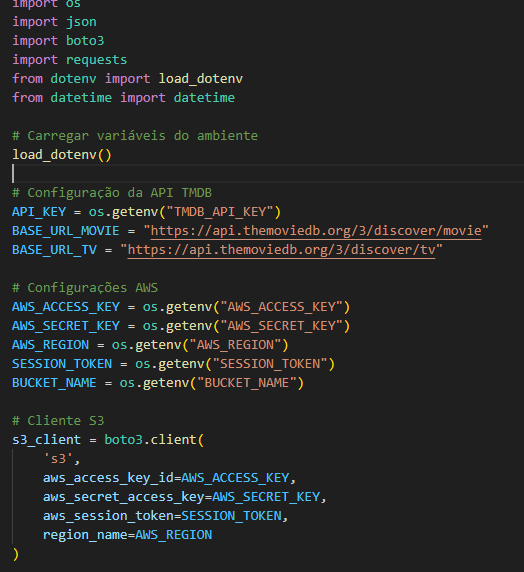 import os
import json
import boto3
import requests
from dotenv import load_dotenv
from datetime import datetime
# Carregar variáveis do ambiente
load_dotenv()
# Configuração da API TMDB
API_KEY = os.getenv("TMDB_API_KEY")
BASE_URL_MOVIE = "https://api.themoviedb.org/3/discover/movie"
BASE_URL_TV = "https://api.themoviedb.org/3/discover/tv"
# Configurações AWS
AWS_ACCESS_KEY = os.getenv("AWS_ACCESS_KEY")
AWS_SECRET_KEY = os.getenv("AWS_SECRET_KEY")
AWS_REGION = os.getenv("AWS_REGION")
SESSION_TOKEN = os.getenv("SESSION_TOKEN")
BUCKET_NAME = os.getenv("BUCKET_NAME")
# Cliente S3
s3_client = boto3.client(
    's3',
    aws_access_key_id=AWS_ACCESS_KEY,
    aws_secret_access_key=AWS_SECRET_KEY,
    aws_session_token=SESSION_TOKEN,
    region_name=AWS_REGION
)